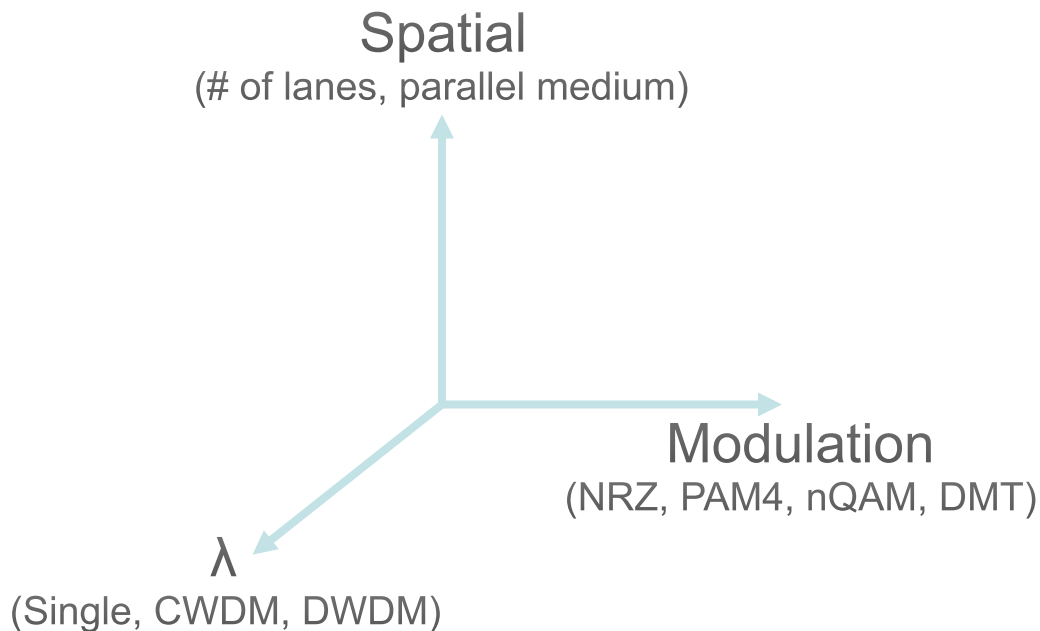 Spatial
(# of lanes, parallel medium)
Modulation
(NRZ, PAM4, nQAM, DMT)
λ
(Single, CWDM, DWDM)